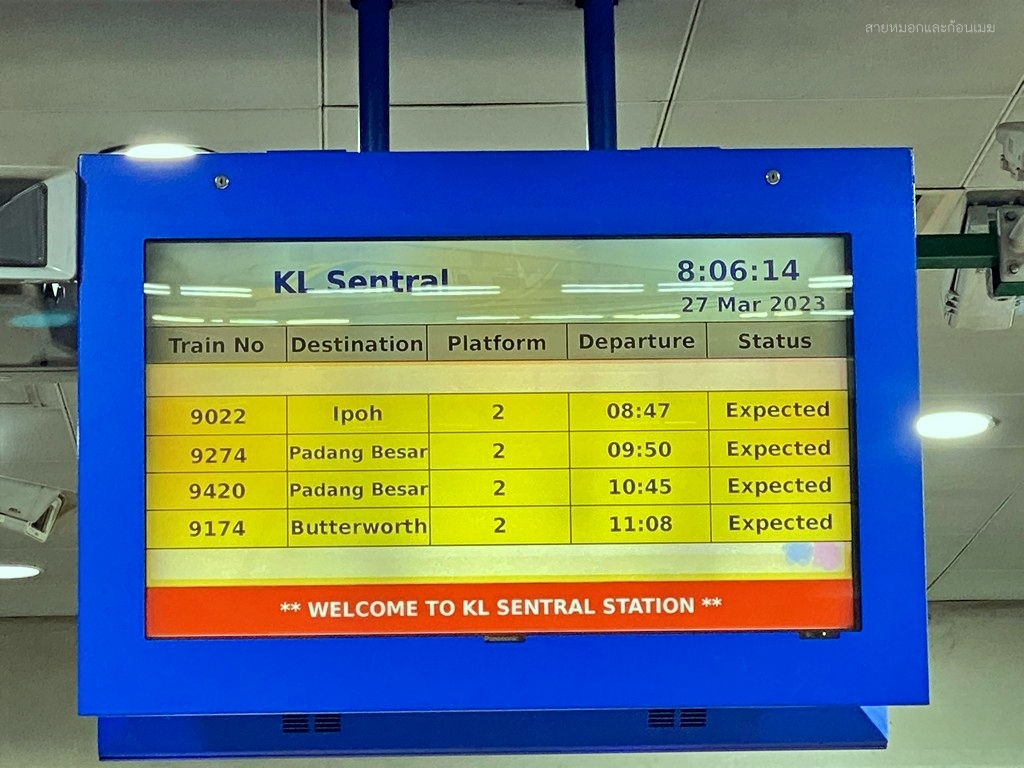 สายหมอกและก้อนเมฆ
KL Sentral 8:06:14
27 Mar 2023
Train No Destination Platform Departure Status
9022 Ipoh 2 08:47 Expected
9274 Padang Besar 2 09:50 Expected
9420 Padang Besar 2 10:45 Expected
9174 Butterworth 2 11:08 Expected
** WELCOME TO KL SENTRAL STATION **
Panasonic